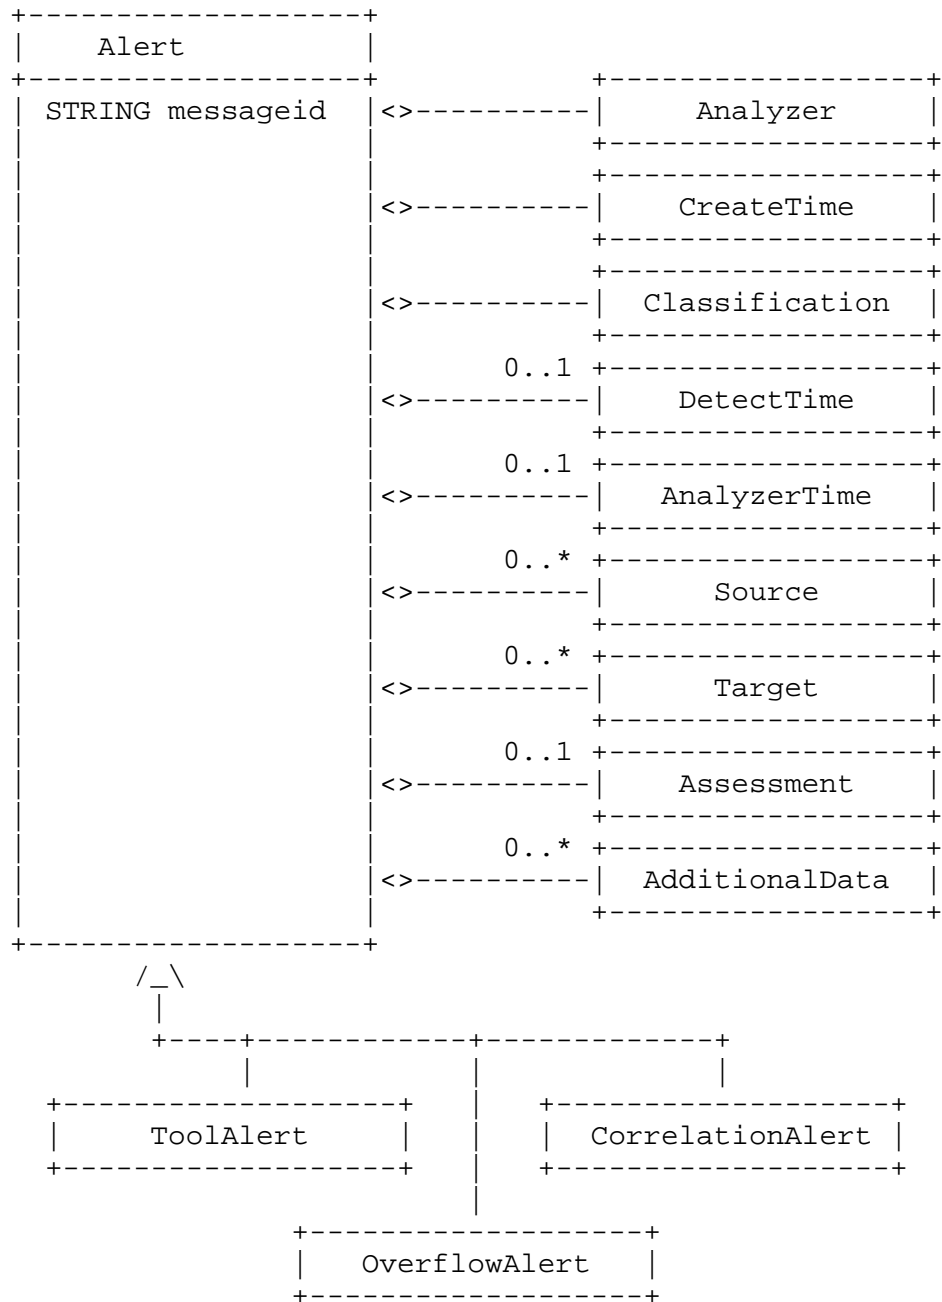 Alert
STRING messageid
Analyzer
CreateTime
Classification
0..1
DetectTime
0..1
AnalyzerTime
0..*
Source
0..*
Target
0..1
Assessment
0..*
AdditionalData
ToolAlert
CorrelationAlert
OverflowAlert